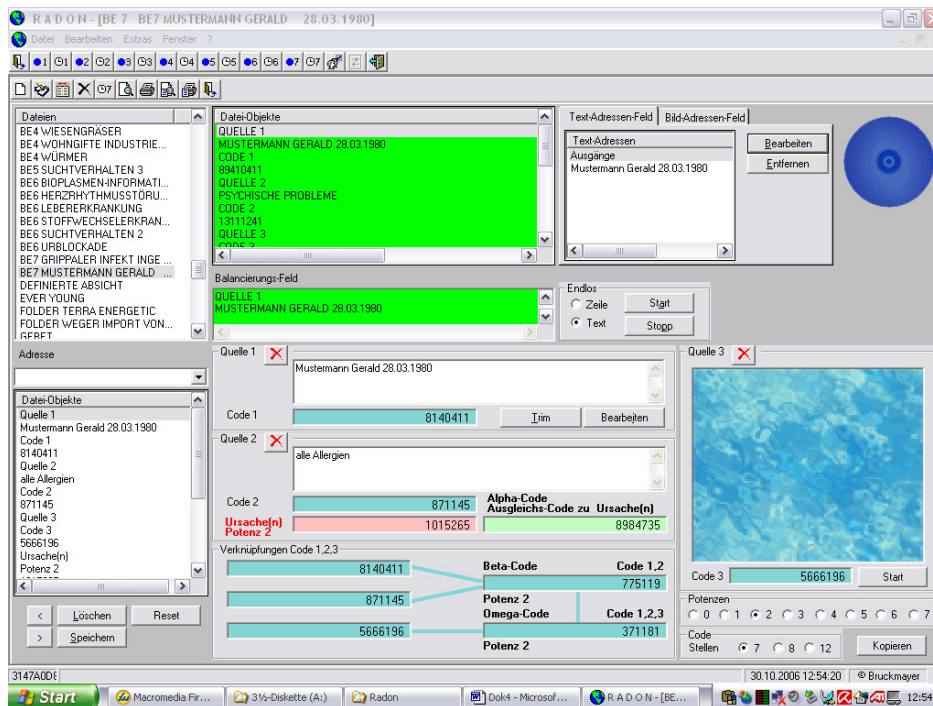 R A D O N - [BE 7   BE7 MUSTERMANN GERALD   28.03.1980]
Datei Bearbeiten Extras Fenster ?
1 01 2 02 3 03 4 04 5 05 6 06 7 07
07
Dateien
BE4 WIESENGRÄSER
BE4 WOHNGIFTE INDUSTRIE...
BE4 WÜRMER
BE5 SUCHTVERHALTEN 3
BE6 BIOPLASMEN-INFORMATI...
BE6 HERZRHYTHMUSSTÖRU...
BE6 LEBERERKRANKUNG
BE6 STOFFWECHSELERKRAN...
BE6 SUCHTVERHALTEN 2
BE6 URBLOCKADE
BE7 GRIPPALER INFEKT INGE ...
BE7 MUSTERMANN GERALD ...
DEFINIERTE ABSICHT
EVER YOUNG
FOLDER TERRA ENERGETIC
FOLDER WEGER IMPORT VON...
GEBET
Datei-Objekte
QUELLE 1
MUSTERMANN GERALD 28.03.1980
CODE 1
89410411
QUELLE 2
PSYCHISCHE PROBLEME
CODE 2
13111241
QUELLE 3
CODE 3
Text-Adressen-Feld
Bild-Adressen-Feld
Text-Adressen
Ausgänge
Mustermann Gerald 28.03.1980
Bearbeiten
Entfernen
Balancierungs-Feld
QUELLE 1
MUSTERMANN GERALD 28.03.1980
Endlos
Zeile
Text
Start
Stopp
Adresse
Datei-Objekte
Quelle 1
Mustermann Gerald 28.03.1980
Code 1
8140411
Quelle 2
alle Allergien
Code 2
871145
Quelle 3
Code 3
5666196
Ursache(n)
Potenz 2
<
Löschen
Reset
>
Speichern
Quelle 1
Mustermann Gerald 28.03.1980
Code 1
8140411
Trim
Bearbeiten
Quelle 2
alle Allergien
Code 2
871145
Alpha-Code
Ausgleichs-Code zu Ursache(n)
Ursache(n)
Potenz 2
1015265
8984735
Verknüpfungen Code 1,2,3
8140411
871145
5666196
Beta-Code
Code 1,2
775119
Potenz 2
Omega-Code
Code 1,2,3
371181
Potenz 2
Quelle 3
Code 3
5666196
Start
Potenzen
0 1 2 3 4 5 6 7
Code
Stellen
7 8 12
Kopieren
3147A0D8
30.10.2006 12:54:20
© Bruckmayer
Start
Macromedia Fir...
3½-Diskette (A:)
Radon
Dok4 - Microsof...
R A D O N - [BE...
12:54